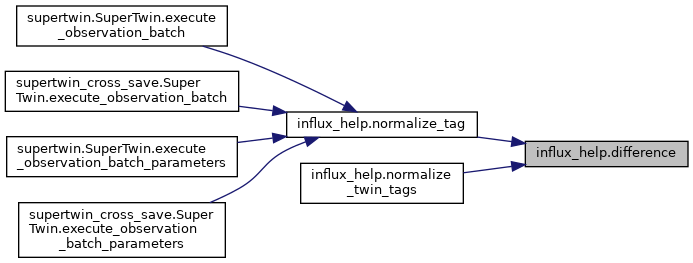 supertwin.SuperTwin.execute
_observation_batch
supertwin_cross_save.Super
Twin.execute_observation_batch
supertwin.SuperTwin.execute
_observation_batch_parameters
supertwin_cross_save.Super
Twin.execute_observation
_batch_parameters
influx_help.normalize_tag
influx_help.normalize
_twin_tags
influx_help.difference